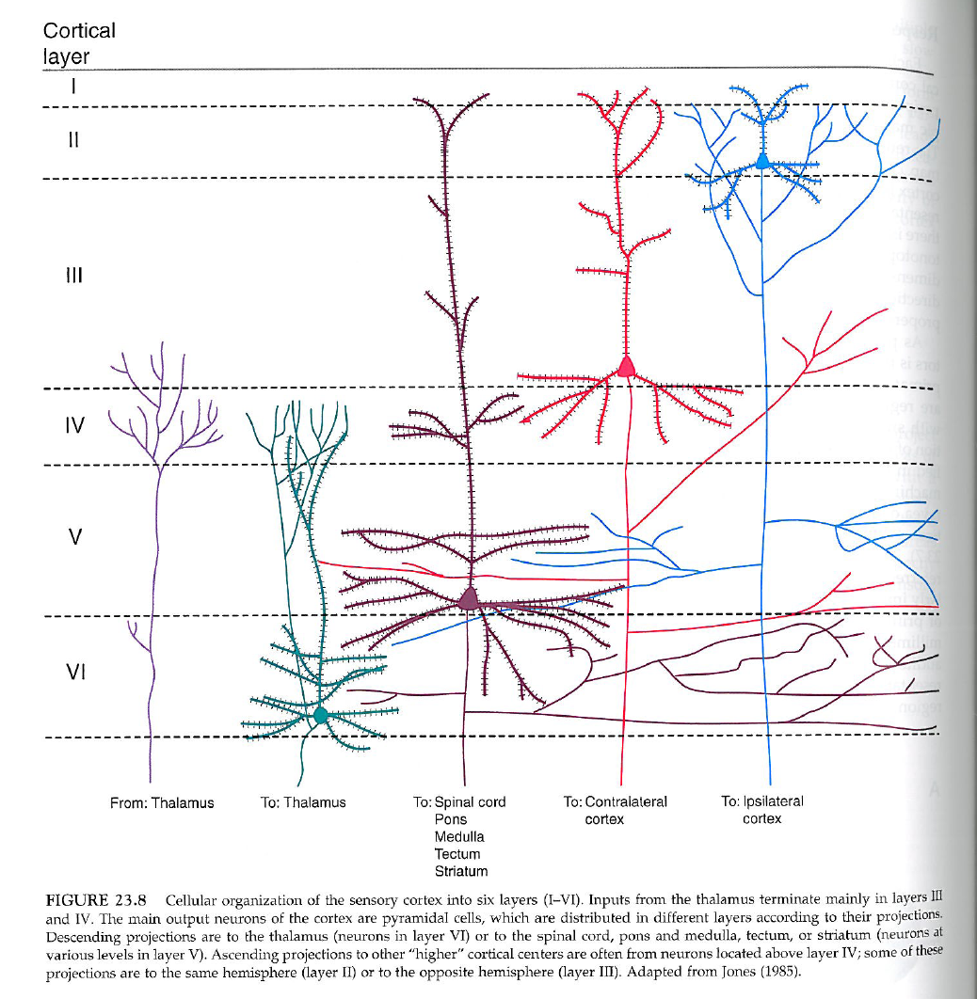 Cortical
layer
I
II
III
IV
V
VI
From: Thalamus
To: Thalamus
To: Spinal cord
Pons
Medulla
Tectum
Striatum
To: Contralateral
cortex
To: Ipsilateral
cortex
FIGURE 23.8 Cellular organization of the sensory cortex into six layers (I–VI). Inputs from the thalamus terminate mainly in layers III
and IV. The main output neurons of the cortex are pyramidal cells, which are distributed in different layers according to their projections.
Descending projections are to the thalamus (neurons in layer VI) or to the spinal cord, pons and medulla, tectum, or striatum (neurons at
various levels in layer V). Ascending projections to other “higher” cortical centers are often from neurons located above layer IV; some of these
projections are to the same hemisphere (layer II) or to the opposite hemisphere (layer III). Adapted from Jones (1985).